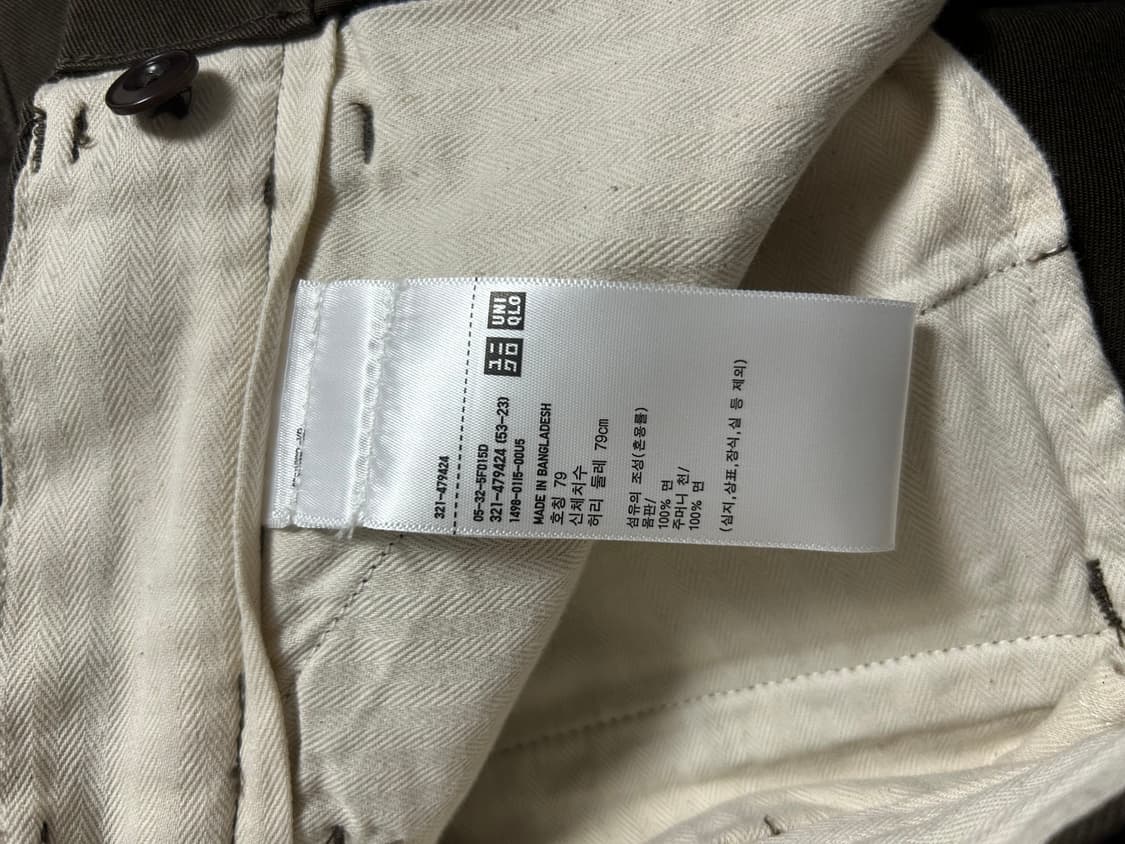 321-479424
ユニ
クロ
UNI
QLO
05-32-5F015D
321-479424 (53-23)
1498-0115-00U5
MADE IN BANGLADESH
호칭 79
신체치수
허리 둘레 79cm
섬유의 조성(혼용률)
몸판/
100% 면
주머니 천/
100% 면
(심지,상표,장식,실 등 제외)